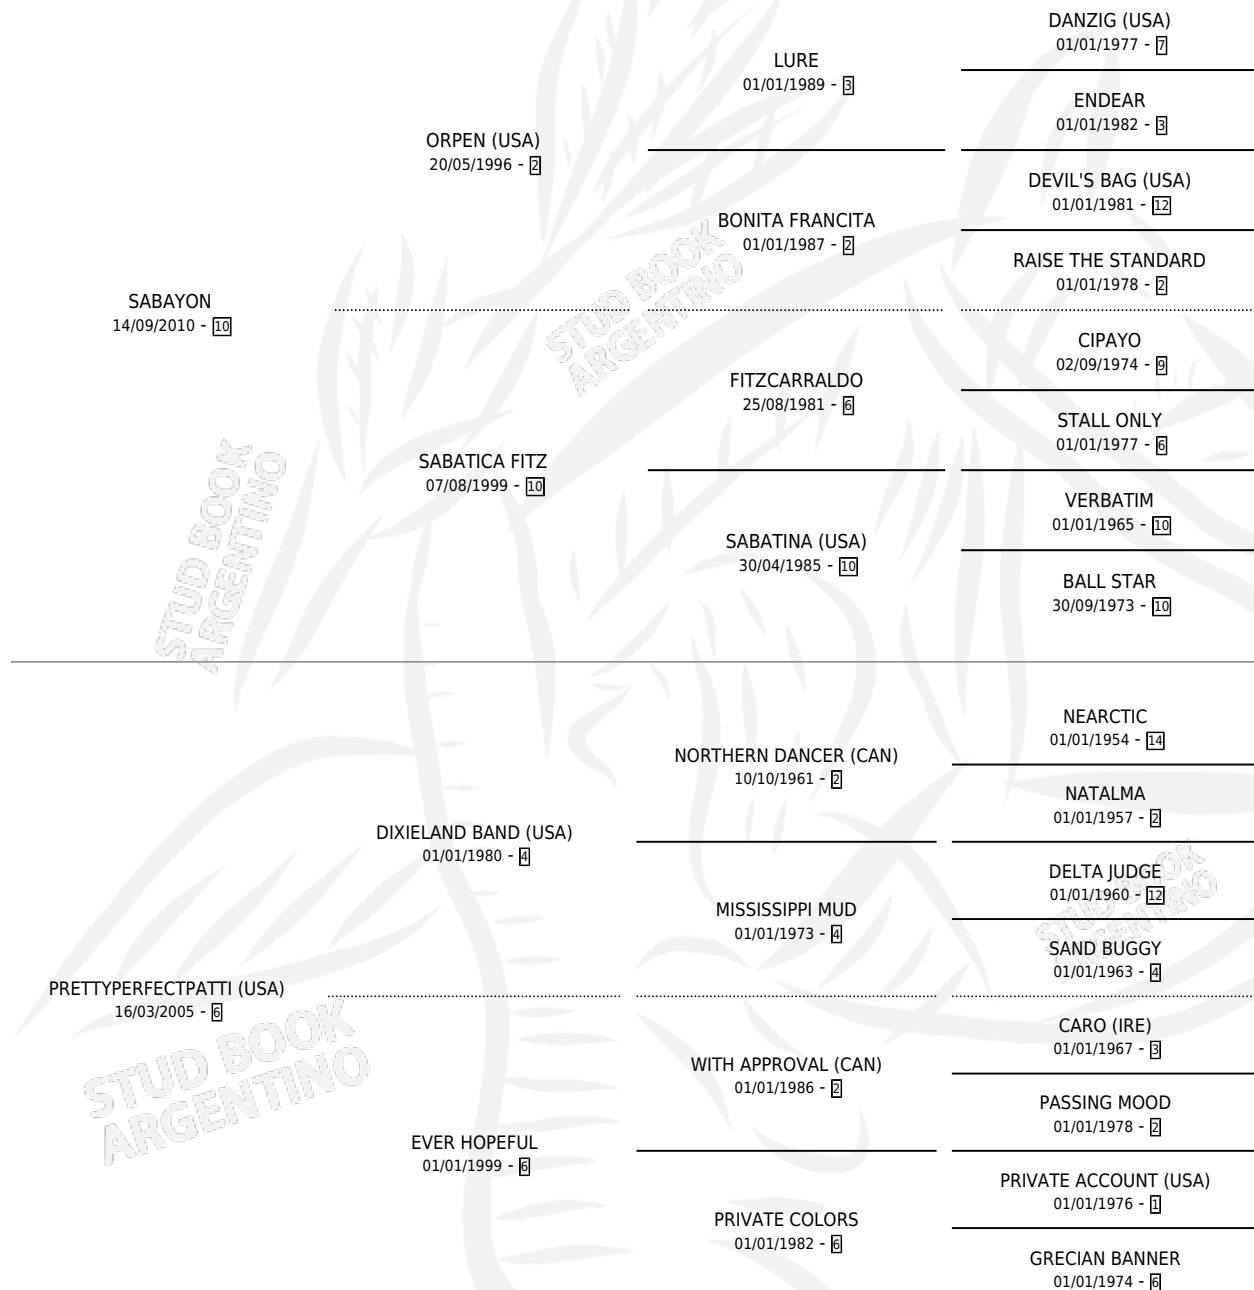 DANZIG (USA)
01/01/1977 - 7
LURE
01/01/1989 - 3
ENDEAR
01/01/1982 - 3
ORPEN (USA)
20/05/1996 - 2
DEVIL'S BAG (USA)
01/01/1981 - 12
BONITA FRANCITA
01/01/1987 - 2
RAISE THE STANDARD
01/01/1978 - 2
SABAYON
14/09/2010 - 10
CIPAYO
02/09/1974 - 9
FITZCARRALDO
25/08/1981 - 6
STALL ONLY
01/01/1977 - 6
SABATICA FITZ
07/08/1999 - 10
VERBATIM
01/01/1965 - 10
SABATINA (USA)
30/04/1985 - 10
BALL STAR
30/09/1973 - 10
NEARCTIC
01/01/1954 - 14
NORTHERN DANCER (CAN)
10/10/1961 - 2
NATALMA
01/01/1957 - 2
DIXIELAND BAND (USA)
01/01/1980 - 4
DELTA JUDGE
01/01/1960 - 12
MISSISSIPPI MUD
01/01/1973 - 4
SAND BUGGY
01/01/1963 - 4
PRETTYPERFECTPATTI (USA)
16/03/2005 - 6
CARO (IRE)
01/01/1967 - 3
WITH APPROVAL (CAN)
01/01/1986 - 2
PASSING MOOD
01/01/1978 - 2
EVER HOPEFUL
01/01/1999 - 6
PRIVATE ACCOUNT (USA)
01/01/1976 - 1
PRIVATE COLORS
01/01/1982 - 6
GRECIAN BANNER
01/01/1974 - 6
STUD BOOK
ARGENTINO
STUD BOOK
ARGENTINO
STUD BOOK
ARGENTINO
STUD BOOK
ARGENTINO